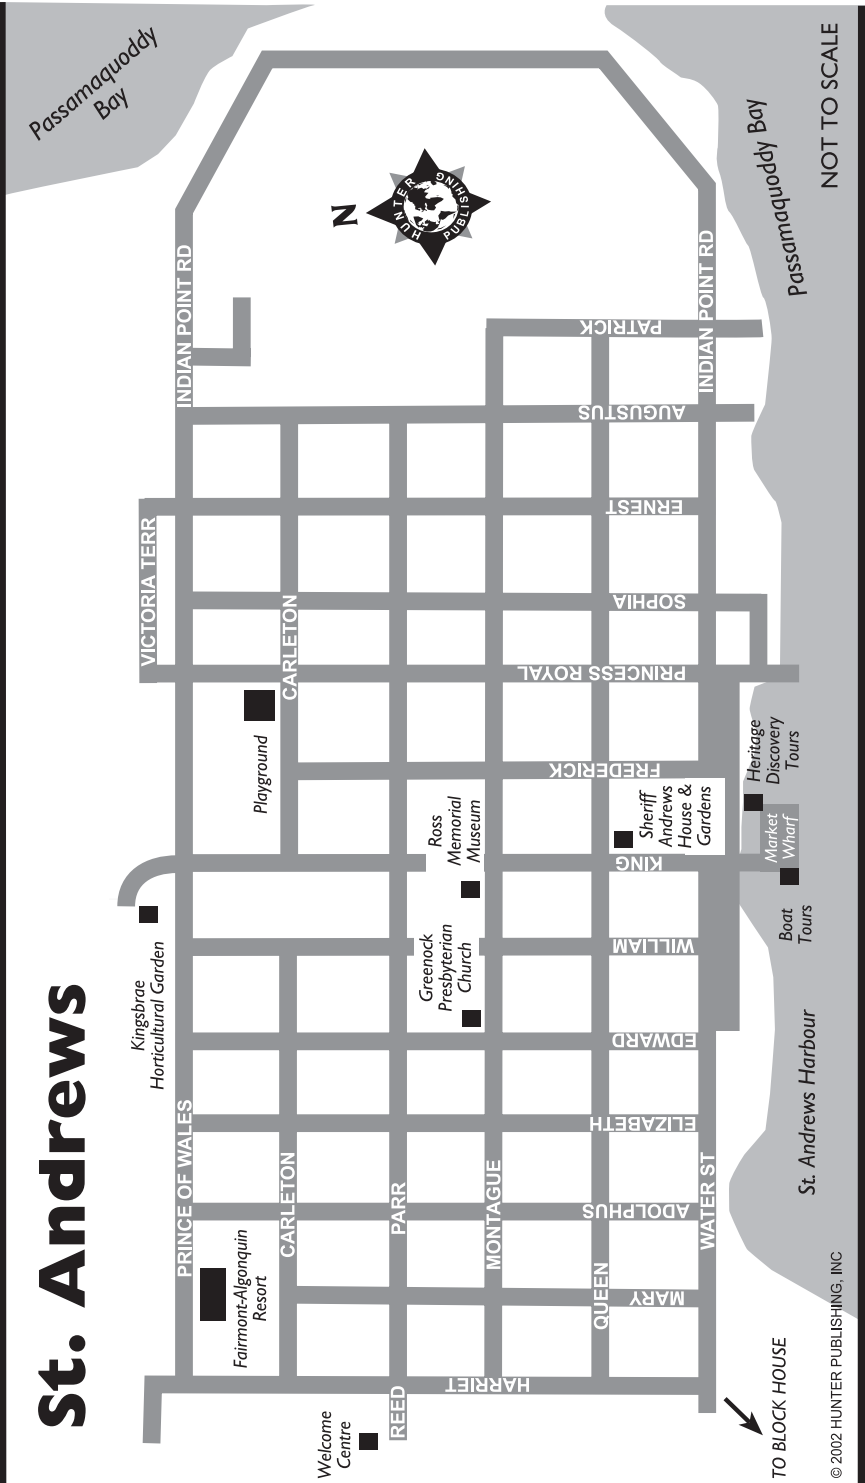 St. Andrews
Passamaquoddy
Bay
N
HUNTER
PUBLISHING
Passamaquoddy Bay
NOT TO SCALE
INDIAN POINT RD
INDIAN POINT RD
PATRICK
AUGUSTUS
ERNEST
VICTORIA TERR
SOPHIA
CARLETON
PRINCESS ROYAL
Playground
FREDERICK
Heritage
Discovery
Tours
Sheriff
Andrews
House &
Gardens
Ross
Memorial
Museum
Market
Wharf
KING
Boat
Tours
WILLIAM
Greenock
Presbyterian
Church
Kingsbrae
Horticultural Garden
EDWARD
St. Andrews Harbour
ELIZABETH
PRINCE OF WALES
CARLETON
PARR
MONTAGUE
WATER ST
ADOLPHUS
Fairmont-Algonquin
Resort
QUEEN
MARY
HARRIET
REED
Welcome
Centre
TO BLOCK HOUSE
© 2002 HUNTER PUBLISHING, INC